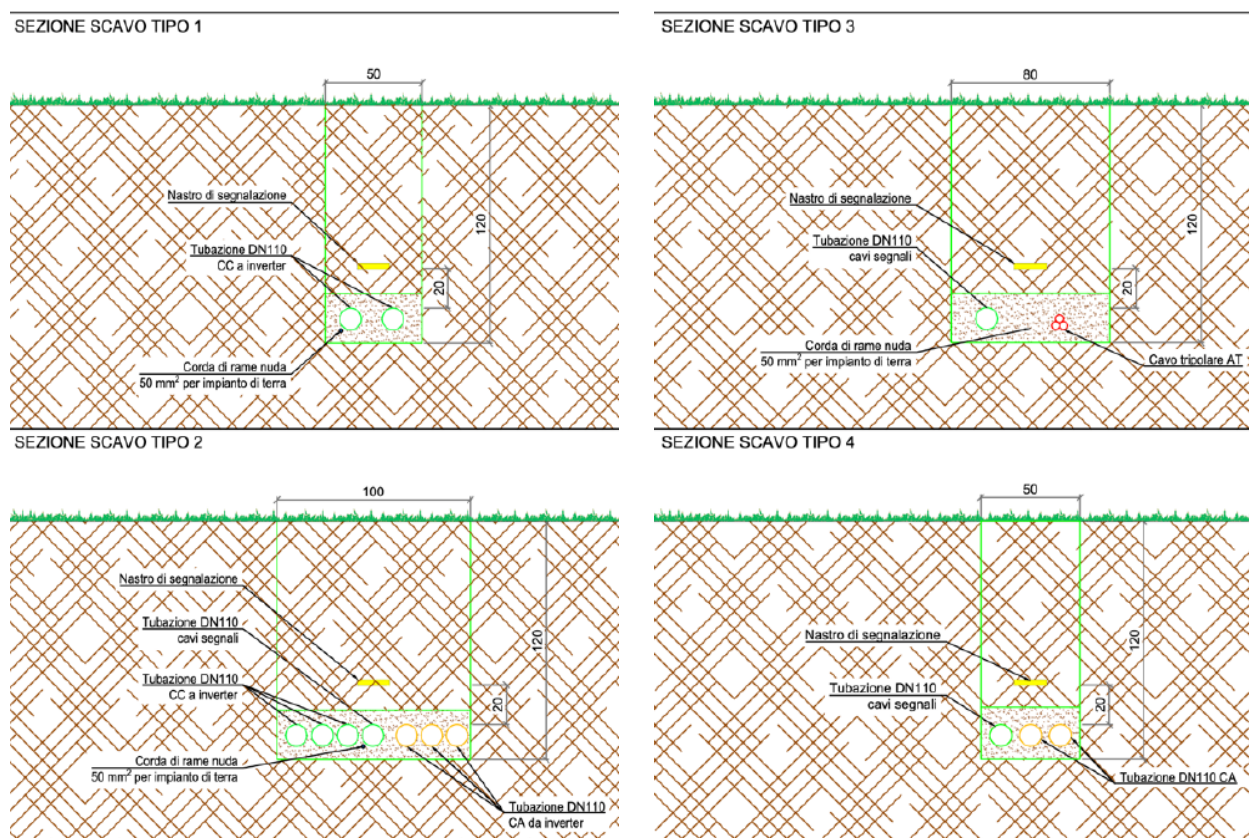 SEZIONE SCAVO TIPO 1
50
120
Nastro di segnalazione
Tubazione DN110
CC a inverter
20
Corda di rame nuda
50 mm² per impianto di terra
SEZIONE SCAVO TIPO 3
80
120
Nastro di segnalazione
Tubazione DN110
cavi segnali
20
Corda di rame nuda
50 mm² per impianto di terra
Cavo tripolare AT
SEZIONE SCAVO TIPO 2
100
120
Nastro di segnalazione
Tubazione DN110
cavi segnali
Tubazione DN110
CC a inverter
20
Corda di rame nuda
50 mm² per impianto di terra
Tubazione DN110
CA da inverter
SEZIONE SCAVO TIPO 4
50
120
Nastro di segnalazione
Tubazione DN110
cavi segnali
20
Tubazione DN110 CA